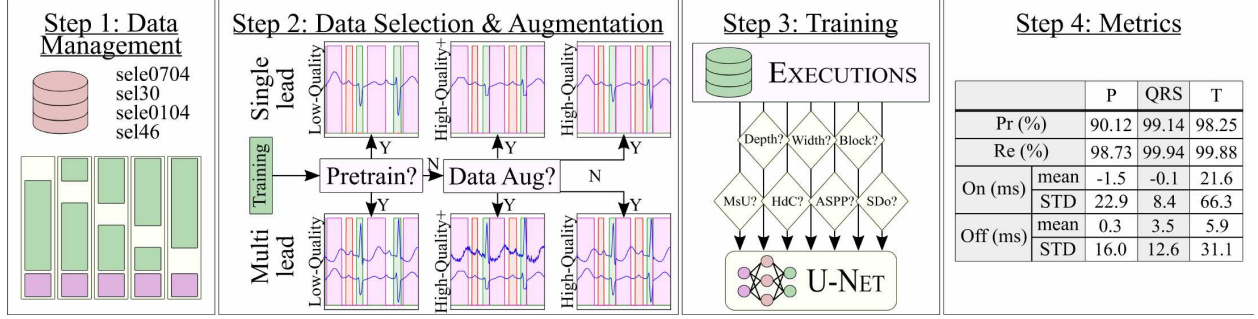 Step 1: Data
Management
sele0704
sel30
sele0104
sel46
Step 2: Data Selection & Augmentation
Single
lead
Low-Quality
High-Quality+
High-Quality
Y
Y
Y
Training
Pretrain?
N
Data Aug?
N
Y
Y
Y
Multi
lead
Low-Quality
High-Quality+
High-Quality
Step 3: Training
EXECUTIONS
Depth?
Width?
Block?
MsU?
HdC?
ASPP?
SDo?
U-NET
Step 4: Metrics
P QRS T
Pr (%) 90.12 99.14 98.25
Re (%) 98.73 99.94 99.88
On (ms) mean -1.5 -0.1 21.6
STD 22.9 8.4 66.3
Off (ms) mean 0.3 3.5 5.9
STD 16.0 12.6 31.1